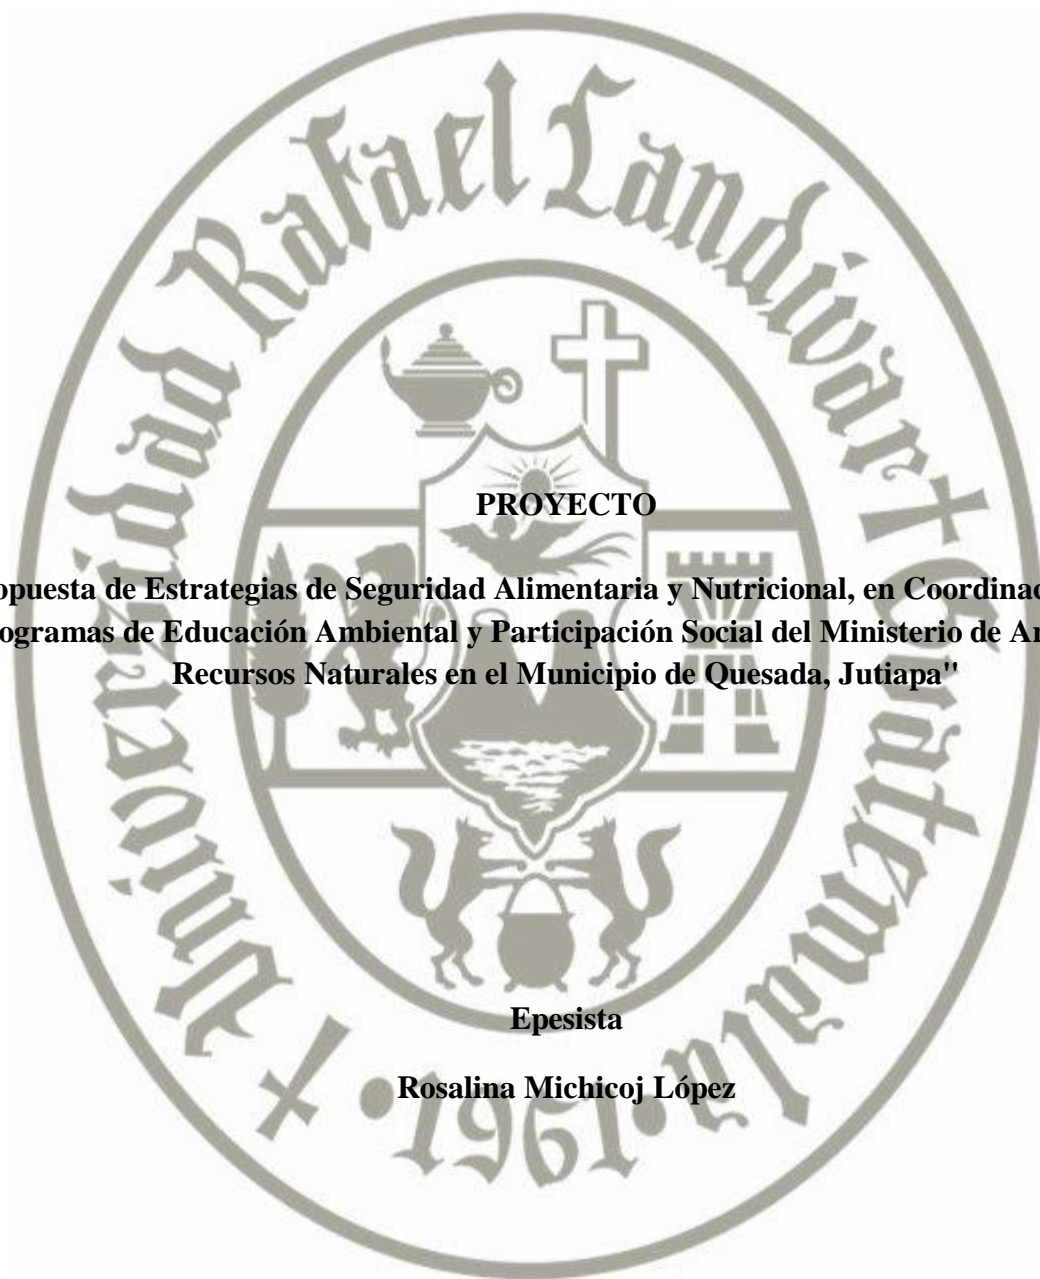 Universidad Rafael Landívar † Guatemala †
•1961•
PROYECTO
opuesta de Estrategias de Seguridad Alimentaria y Nutricional, en Coordinac
ogramas de Educación Ambiental y Participación Social del Ministerio de A
Recursos Naturales en el Municipio de Quesada, Jutiapa"
Epesista
Rosalina Michicoj López